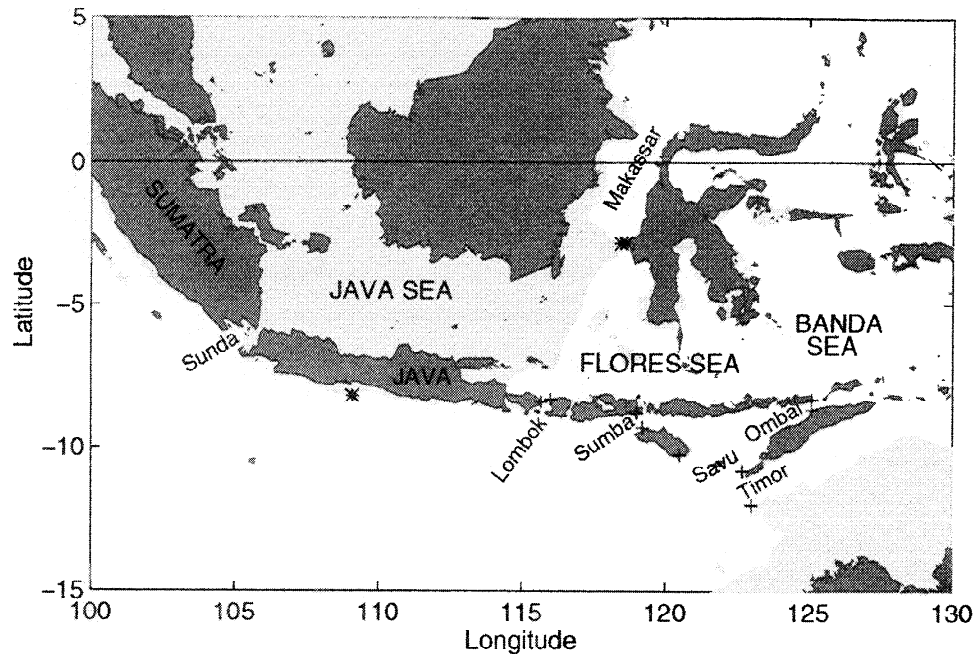 5
0
−5
−10
−15
Latitude
100
105
110
115
120
125
130
Longitude
SUMATRA
Makassar
JAVA SEA
BANDA
SEA
Sunda
FLORES SEA
JAVA
Lombok
Sumba
Savu
Ombai
Timor